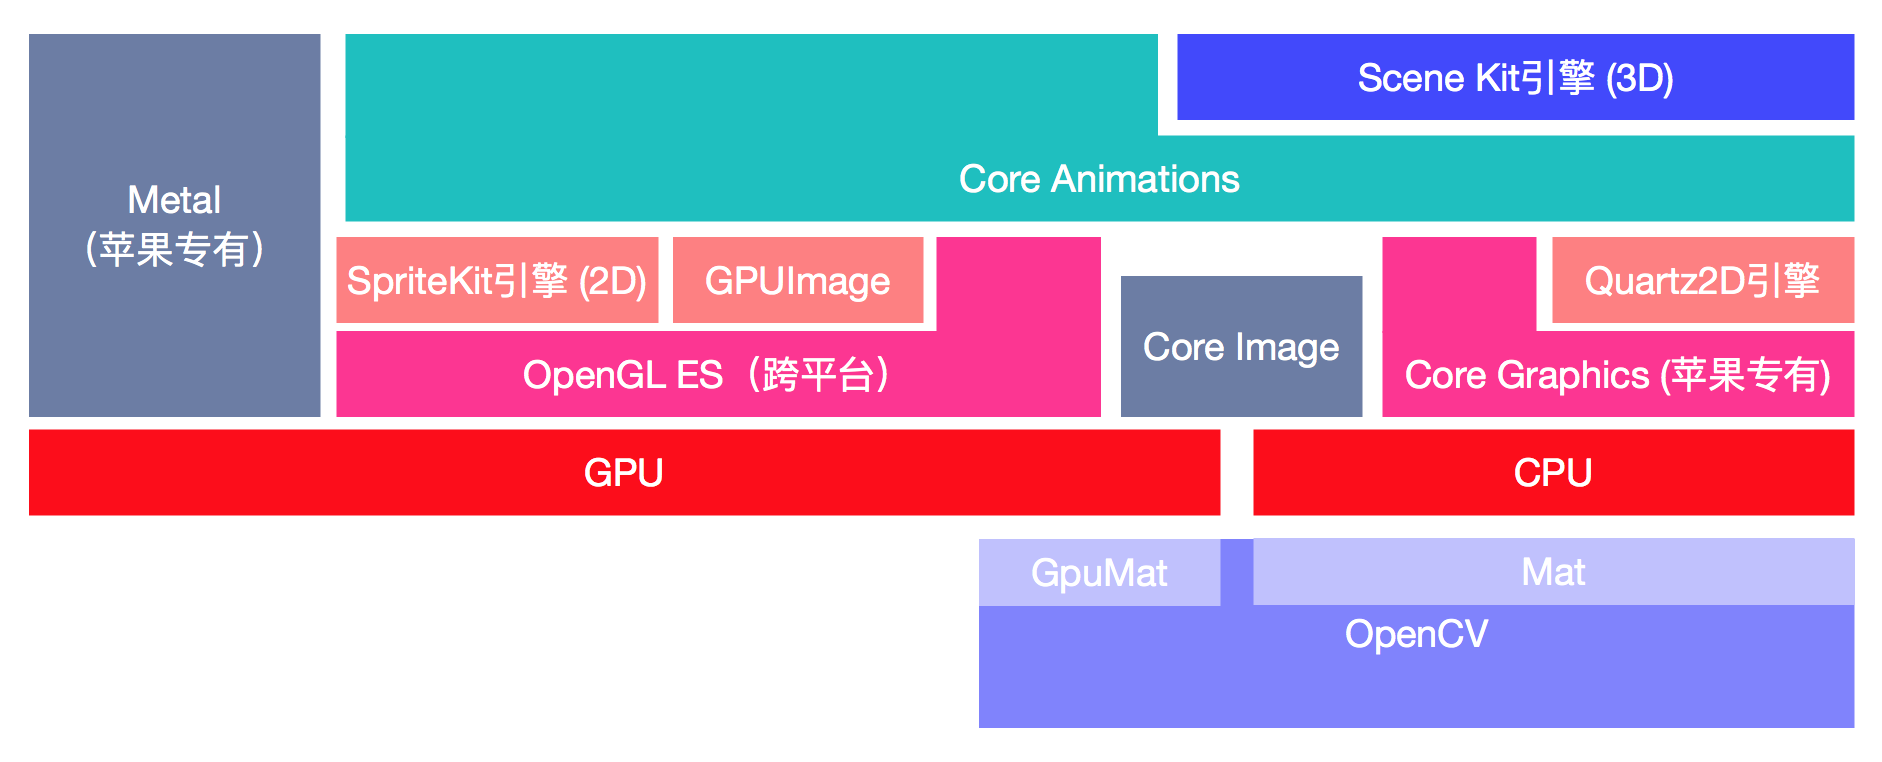 Scene Kit引擎 (3D)
Core Animations
Metal
（苹果专有）
SpriteKit引擎 (2D)
GPUImage
Quartz2D引擎
Core Image
OpenGL ES（跨平台）
Core Graphics (苹果专有)
GPU
CPU
GpuMat
Mat
OpenCV